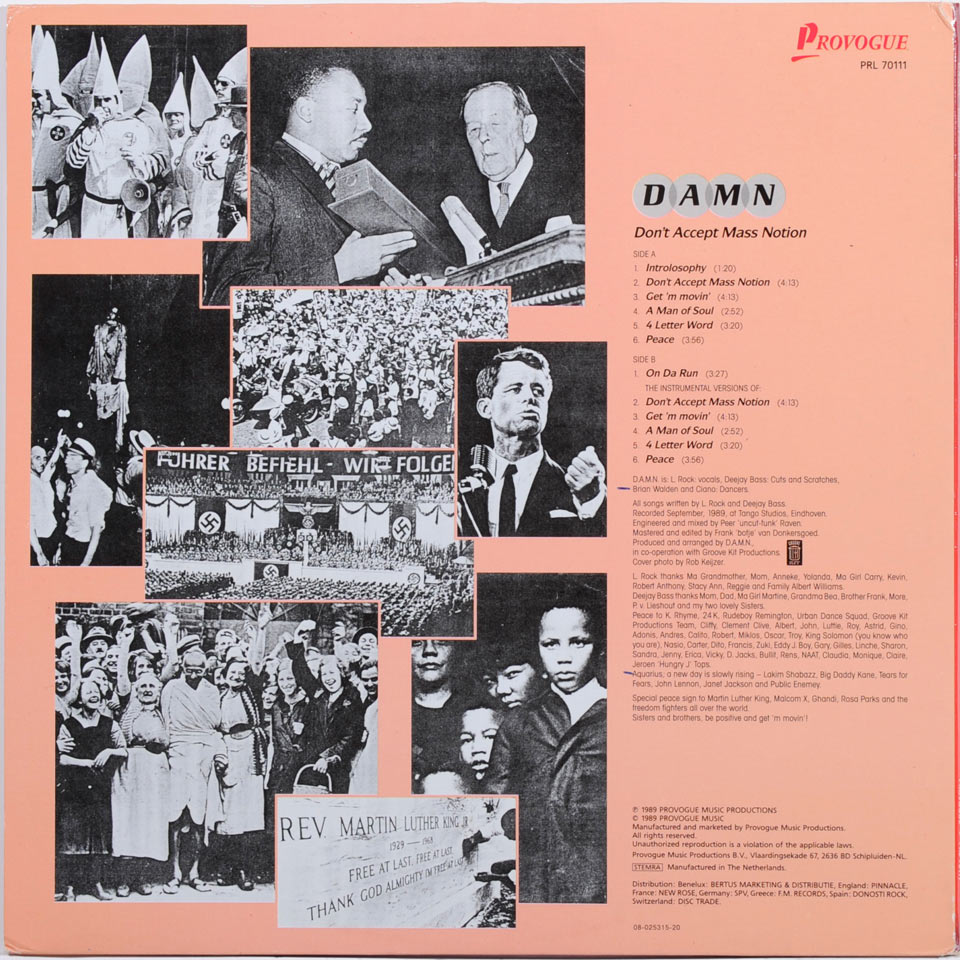 PROVOGUE
PRL 70111
DAMN
Don't Accept Mass Notion
SIDE A
1. Introlosophy (1:20)
2. Don't Accept Mass Notion (4:13)
3. Get 'm movin' (4:13)
4. A Man of Soul (2:52)
5. 4 Letter Word (3:20)
6. Peace (3:56)
SIDE B
1. On Da Run (3:27)
THE INSTRUMENTAL VERSIONS OF:
2. Don't Accept Mass Notion (4:13)
3. Get 'm movin' (4:13)
4. A Man of Soul (2:52)
5. 4 Letter Word (3:20)
6. Peace (3:56)
D.A.M.N. is: L. Rock: vocals, Deejay Bass: Cuts and Scratches,
Brian Walden and Ciano: Dancers.
All songs written by L. Rock and Deejay Bass.
Recorded September, 1989, at Tango Studios, Eindhoven.
Engineered and mixed by Peer 'uncut-funk' Raven.
Mastered and edited by Frank 'botje' van Donkersgoed.
Produced and arranged by D.A.M.N.,
in co-operation with Groove Kit Productions.
Cover photo by Rob Keijzer.
L. Rock thanks Ma Grandmother, Mom, Anneke, Yolanda, Ma Girl Carry, Kevin,
Robert Anthony, Stacy Ann, Reggie and Family Albert Williams.
Deejay Bass thanks Mom, Dad, Ma Girl Martine, Grandma Bea, Brother Frank, More,
P. v. Lieshout and my two lovely Sisters.
Peace to K. Rhyme, 24K, Rudeboy Remington, Urban Dance Squad, Groove Kit
Productions Team, Cliffy, Clement Clive, Albert, John, Luttie, Roy, Astrid, Gino,
Adonis, Andres, Calito, Robert, Miklos, Oscar, Troy, King Solomon (you know who
you are), Nasio, Carter, Dito, Francis, Zuki, Eddy J. Boy, Gary, Gilles, Linche, Sharon,
Sandra, Jenny, Erica, Vicky, D. Jacks, Bullit, Rens, NAAT, Claudia, Monique, Claire,
Jeroen 'Hungry J' Tops.
Aquarius; a new day is slowly rising – Lakim Shabazz, Big Daddy Kane, Tears for
Fears, John Lennon, Janet Jackson and Public Enemey.
Special peace sign to Martin Luther King, Malcom X, Ghandi, Rosa Parks and the
freedom fighters all over the world.
Sisters and brothers, be positive and get 'm movin'!
℗ 1989 PROVOGUE MUSIC PRODUCTIONS
© 1989 PROVOGUE MUSIC
Manufactured and marketed by Provogue Music Productions.
All rights reserved.
Unauthorized reproduction is a violation of the applicable laws.
Provogue Music Productions B.V., Vlaardingsekade 67, 2636 BD Schipluiden-NL.
STEMRA Manufactured in The Netherlands.
Distribution: Benelux: BERTUS MARKETING & DISTRIBUTIE, England: PINNACLE,
France: NEW ROSE, Germany: SPV, Greece: F.M. RECORDS, Spain: DONOSTI ROCK,
Switzerland: DISC TRADE.
08-025315-20
FÜHRER BEFIEHL - WIR FOLGE
REV. MARTIN LUTHER KING JR.
1929 — 1968
FREE AT LAST, FREE AT LAST,
THANK GOD ALMIGHTY I'M FREE AT LAST